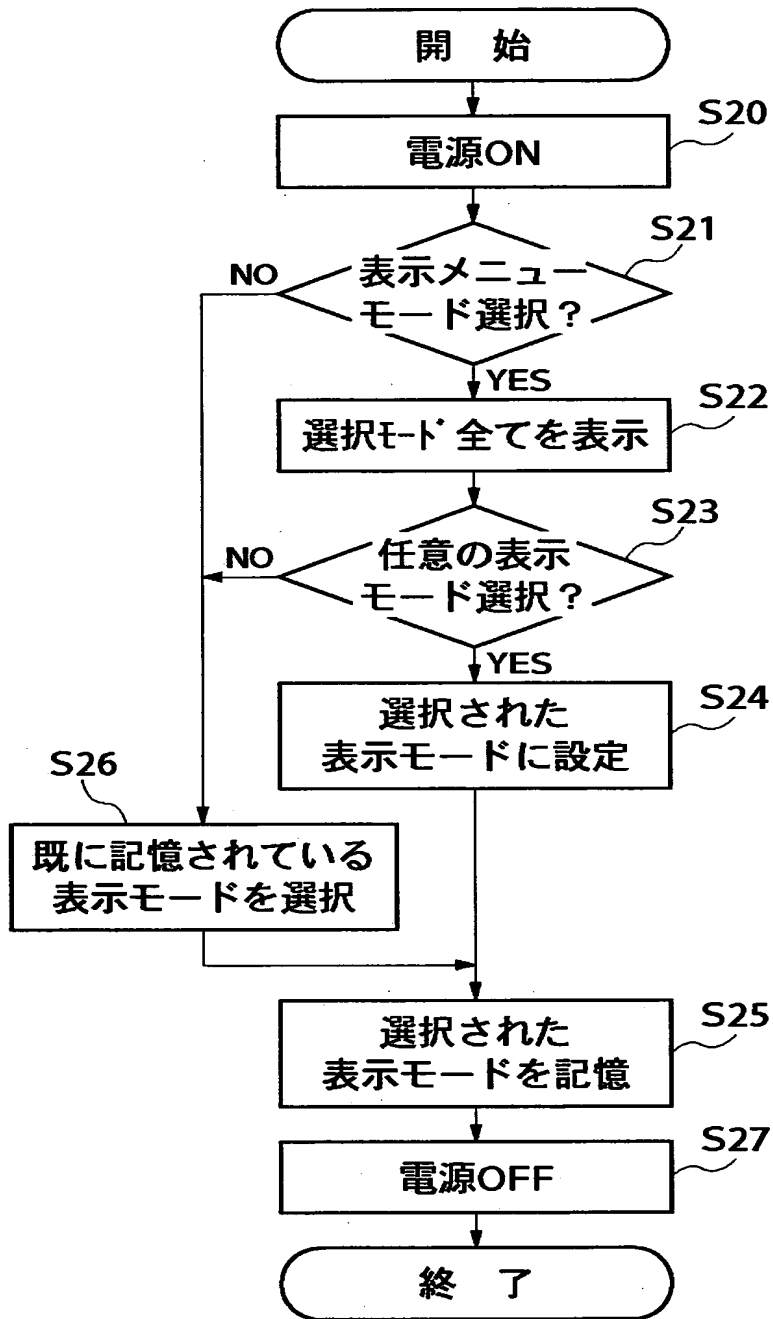 開 始
S20
電源ON
S21
表示メニュー
モード選択?
NO
YES
S22
選択ﾓｰﾄﾞ全てを表示
S23
任意の表示
モード選択?
NO
YES
S24
選択された
表示モードに設定
S26
既に記憶されている
表示モードを選択
S25
選択された
表示モードを記憶
S27
電源OFF
終 了